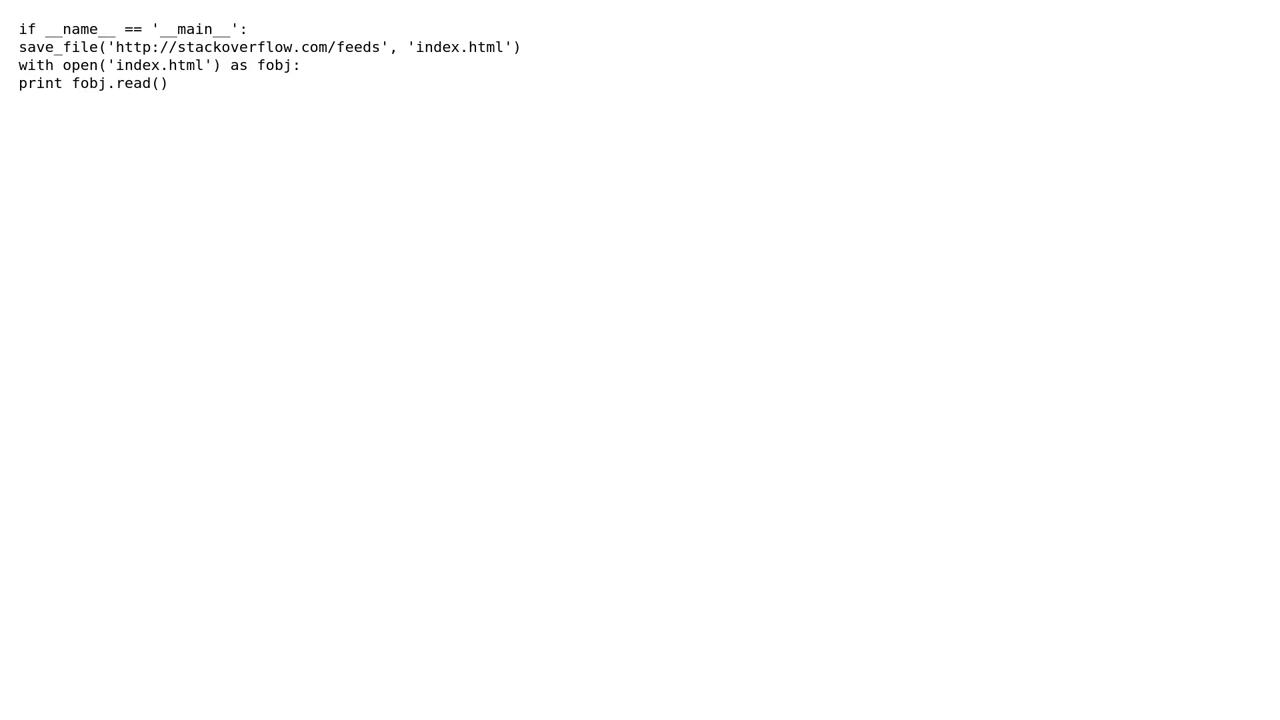 if __name__ == '__main__':
save_file('http://stackoverflow.com/feeds', 'index.html')
with open('index.html') as fobj:
print fobj.read()